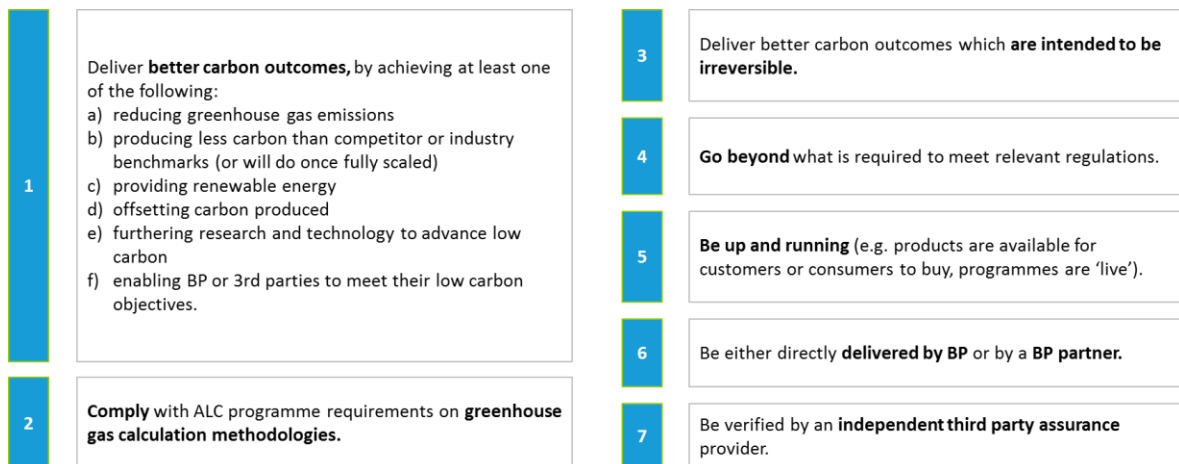 1
Deliver better carbon outcomes, by achieving at least one
of the following:
a) reducing greenhouse gas emissions
b) producing less carbon than competitor or industry
benchmarks (or will do once fully scaled)
c) providing renewable energy
d) offsetting carbon produced
e) furthering research and technology to advance low
carbon
f) enabling BP or 3rd parties to meet their low carbon
objectives.
2
Comply with ALC programme requirements on greenhouse
gas calculation methodologies.
3
Deliver better carbon outcomes which are intended to be
irreversible.
4
Go beyond what is required to meet relevant regulations.
5
Be up and running (e.g. products are available for
customers or consumers to buy, programmes are ‘live’).
6
Be either directly delivered by BP or by a BP partner.
7
Be verified by an independent third party assurance
provider.